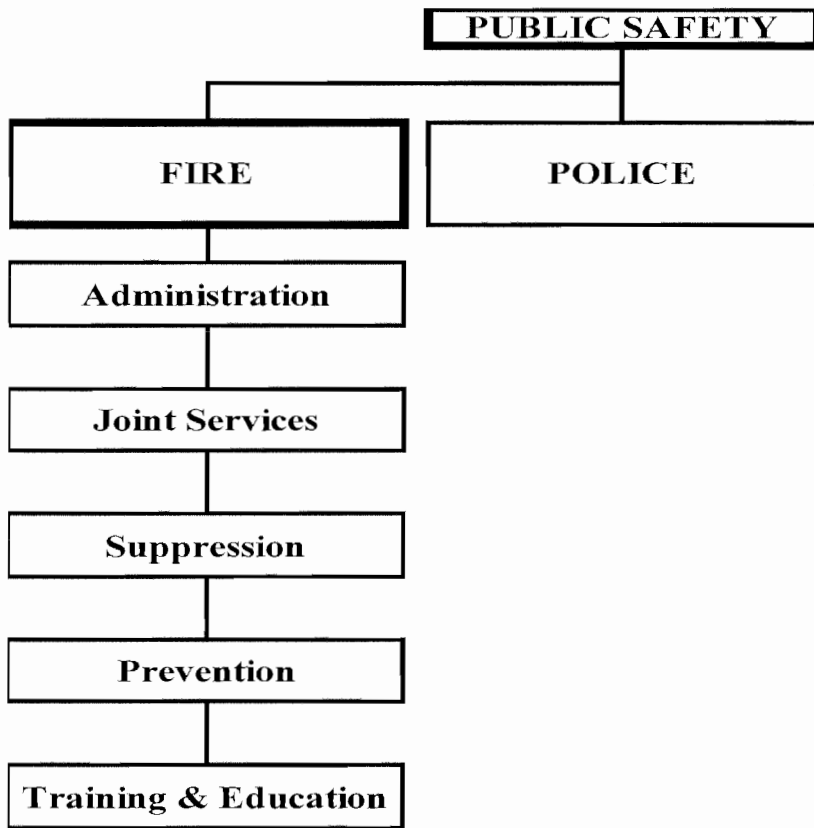 PUBLIC SAFETY
FIRE
POLICE
Administration
Joint Services
Suppression
Prevention
Training & Education